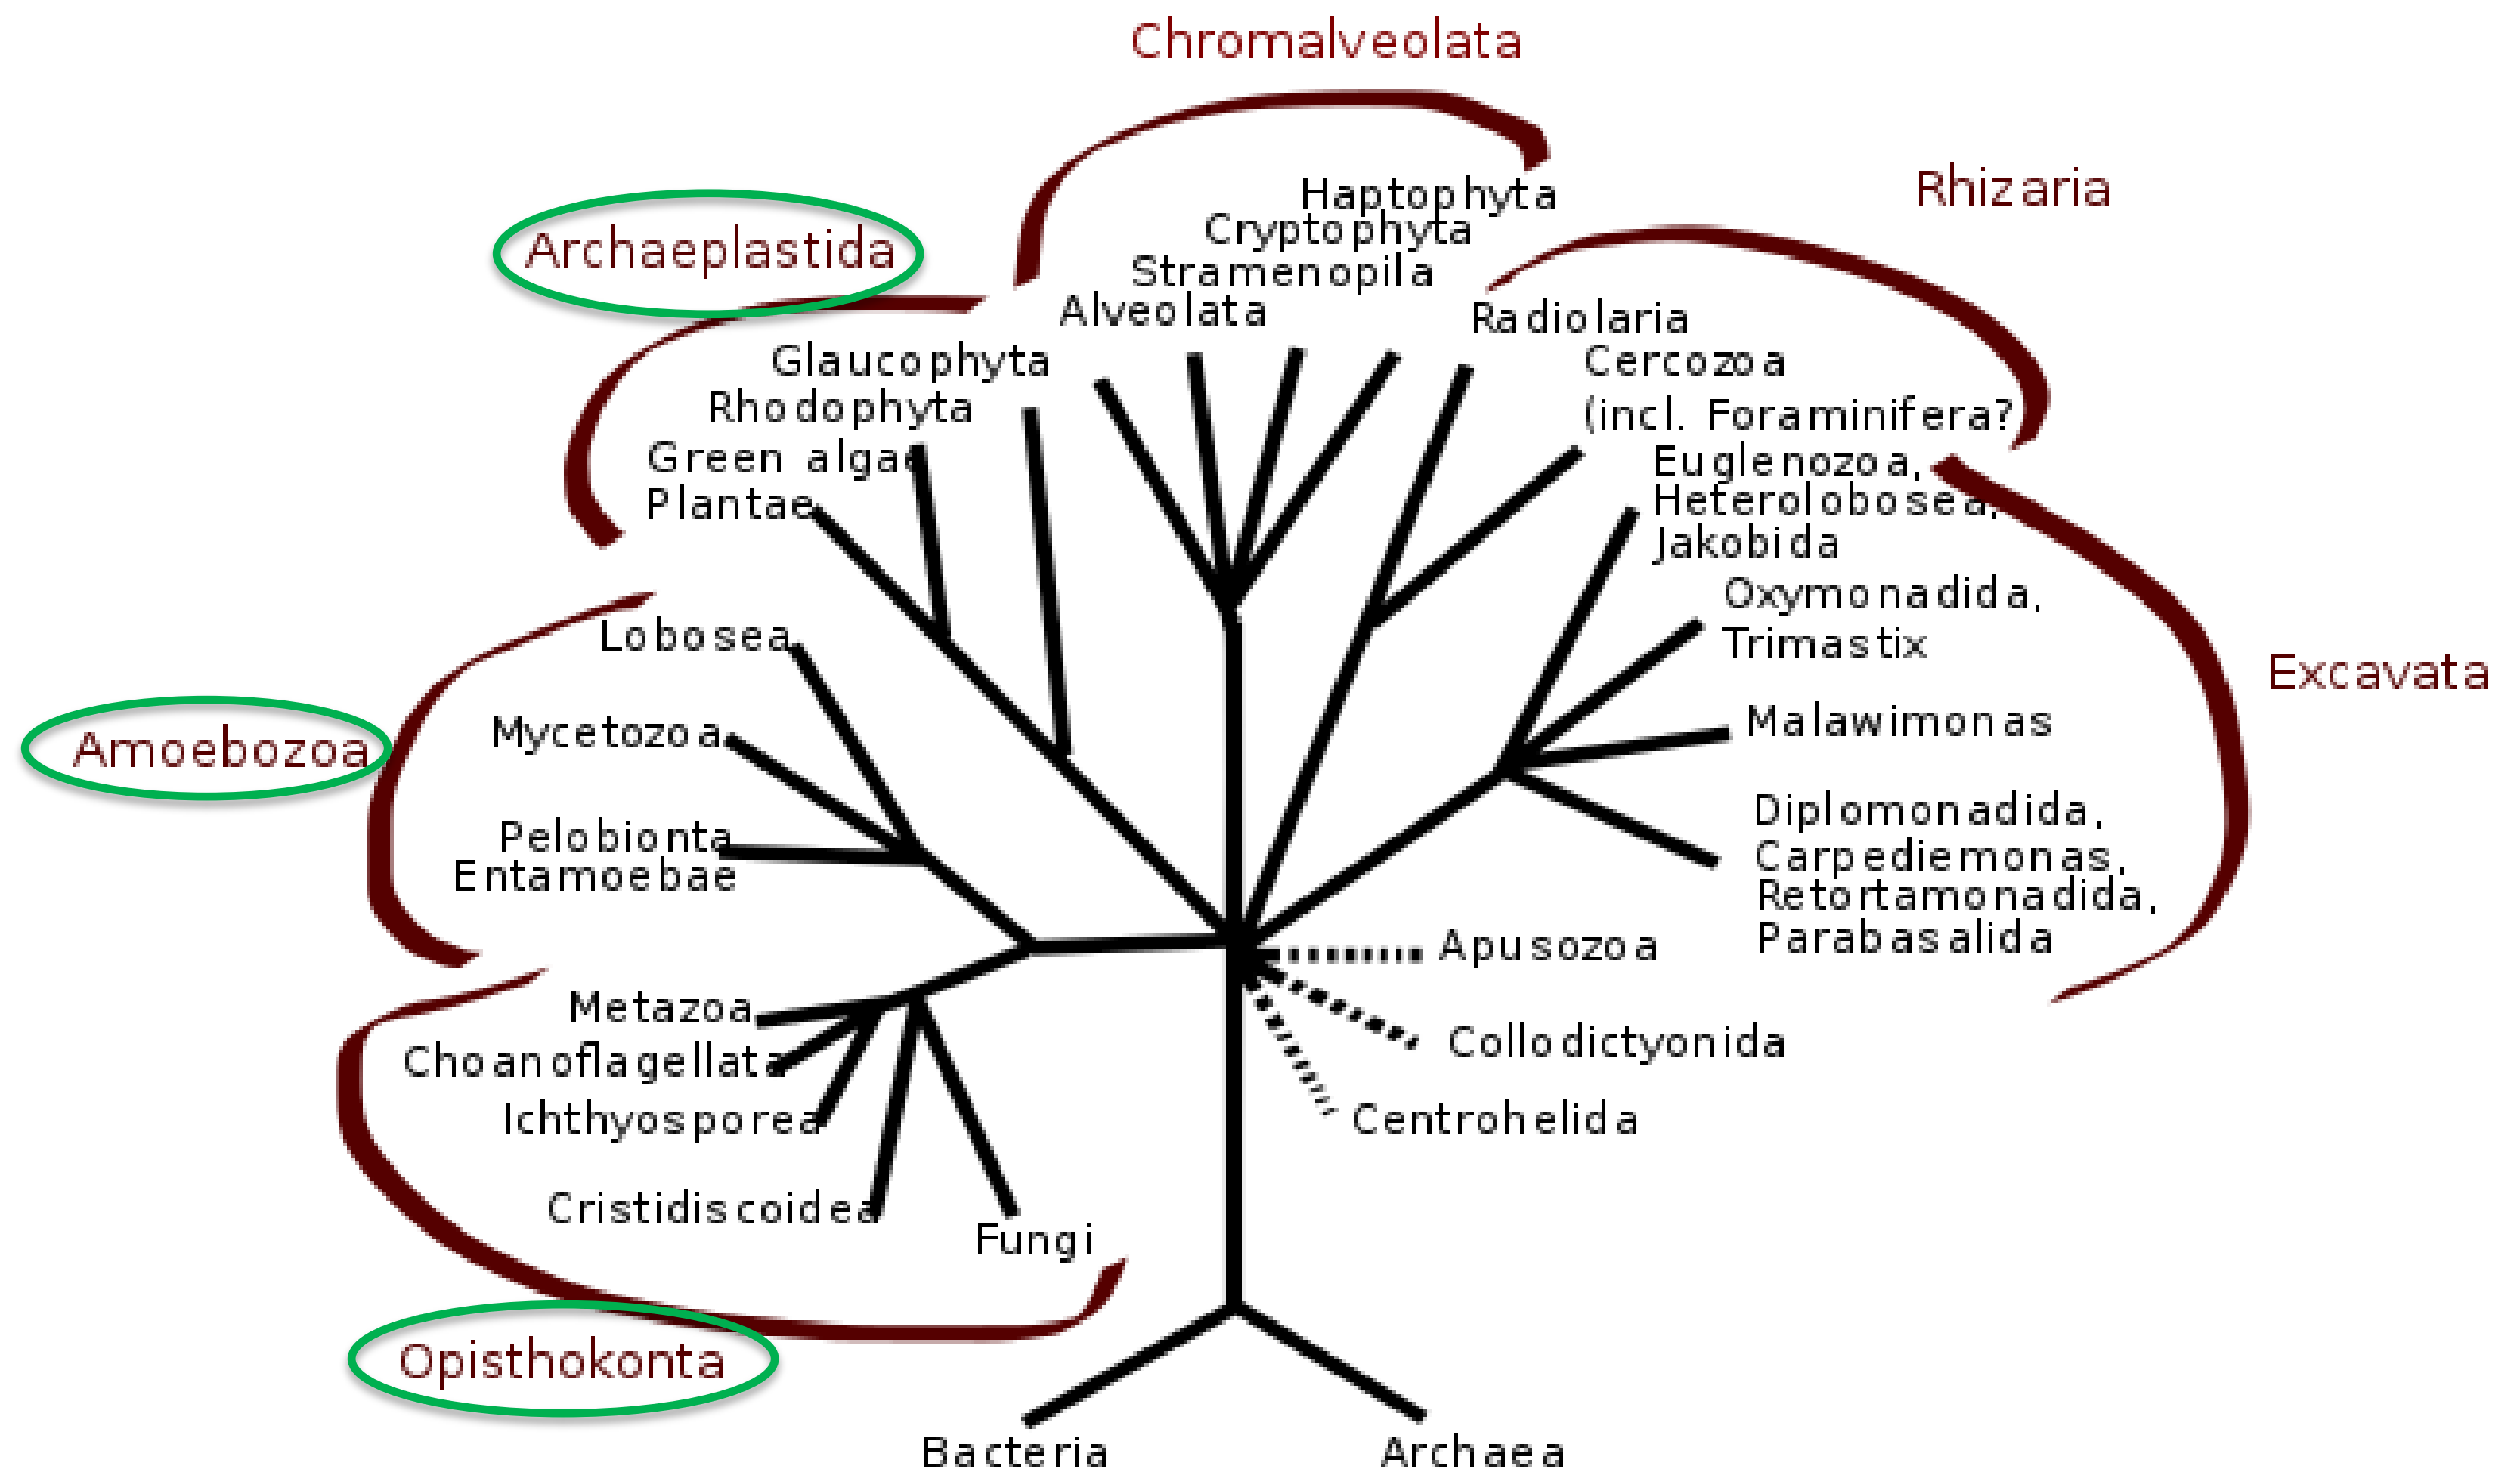 Chromalveolata
Haptophyta
Cryptophyta
Stramenopila
Alveolata
Rhizaria
Radiolaria
Cercozoa
(incl. Foraminifera?
Archaeplastida
Glaucophyta
Rhodophyta
Green algae
Plantae
Euglenozoa,
Heterolobosea,
Jakobida
Oxymonadida,
Trimastix
Excavata
Malawimonas
Diplomonadida,
Carpediemonas,
Retortamonadida,
Parabasalida
Lobosea
Amoebozoa
Mycetozoa
Pelobionta
Entamoebae
Apusozoa
Collodictyonida
Centrohelida
Metazoa
Choanoflagellata
Ichthyosporea
Cristidiscoidea
Fungi
Opisthokonta
Bacteria
Archaea